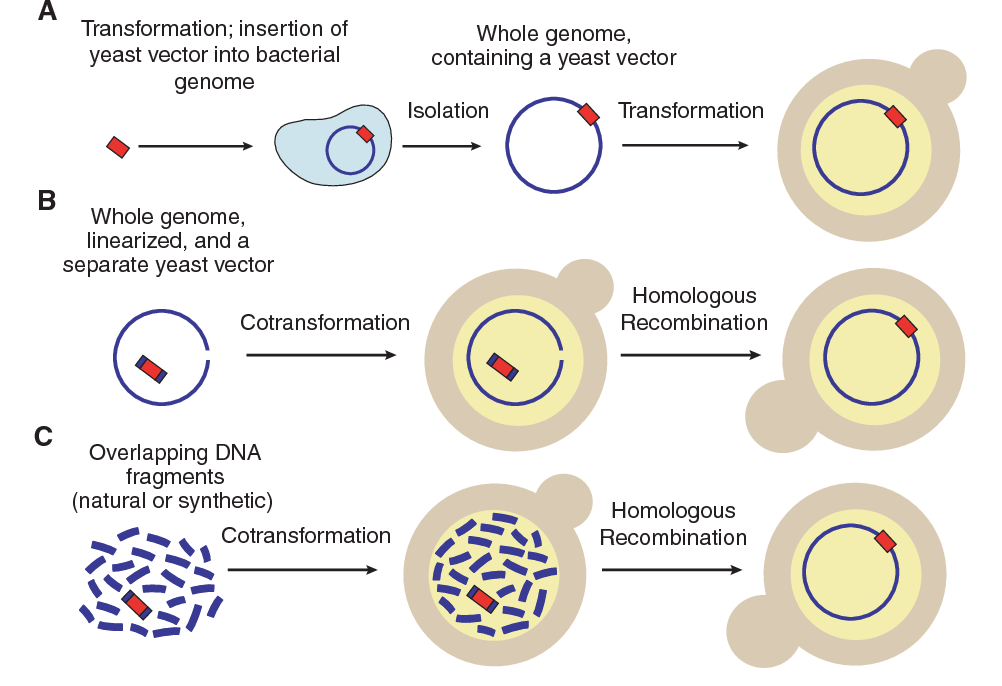 A
Transformation; insertion of
yeast vector into bacterial
genome
Isolation
Whole genome,
containing a yeast vector
Transformation
B
Whole genome,
linearized, and a
separate yeast vector
Cotransformation
Homologous
Recombination
C
Overlapping DNA
fragments
(natural or synthetic)
Cotransformation
Homologous
Recombination